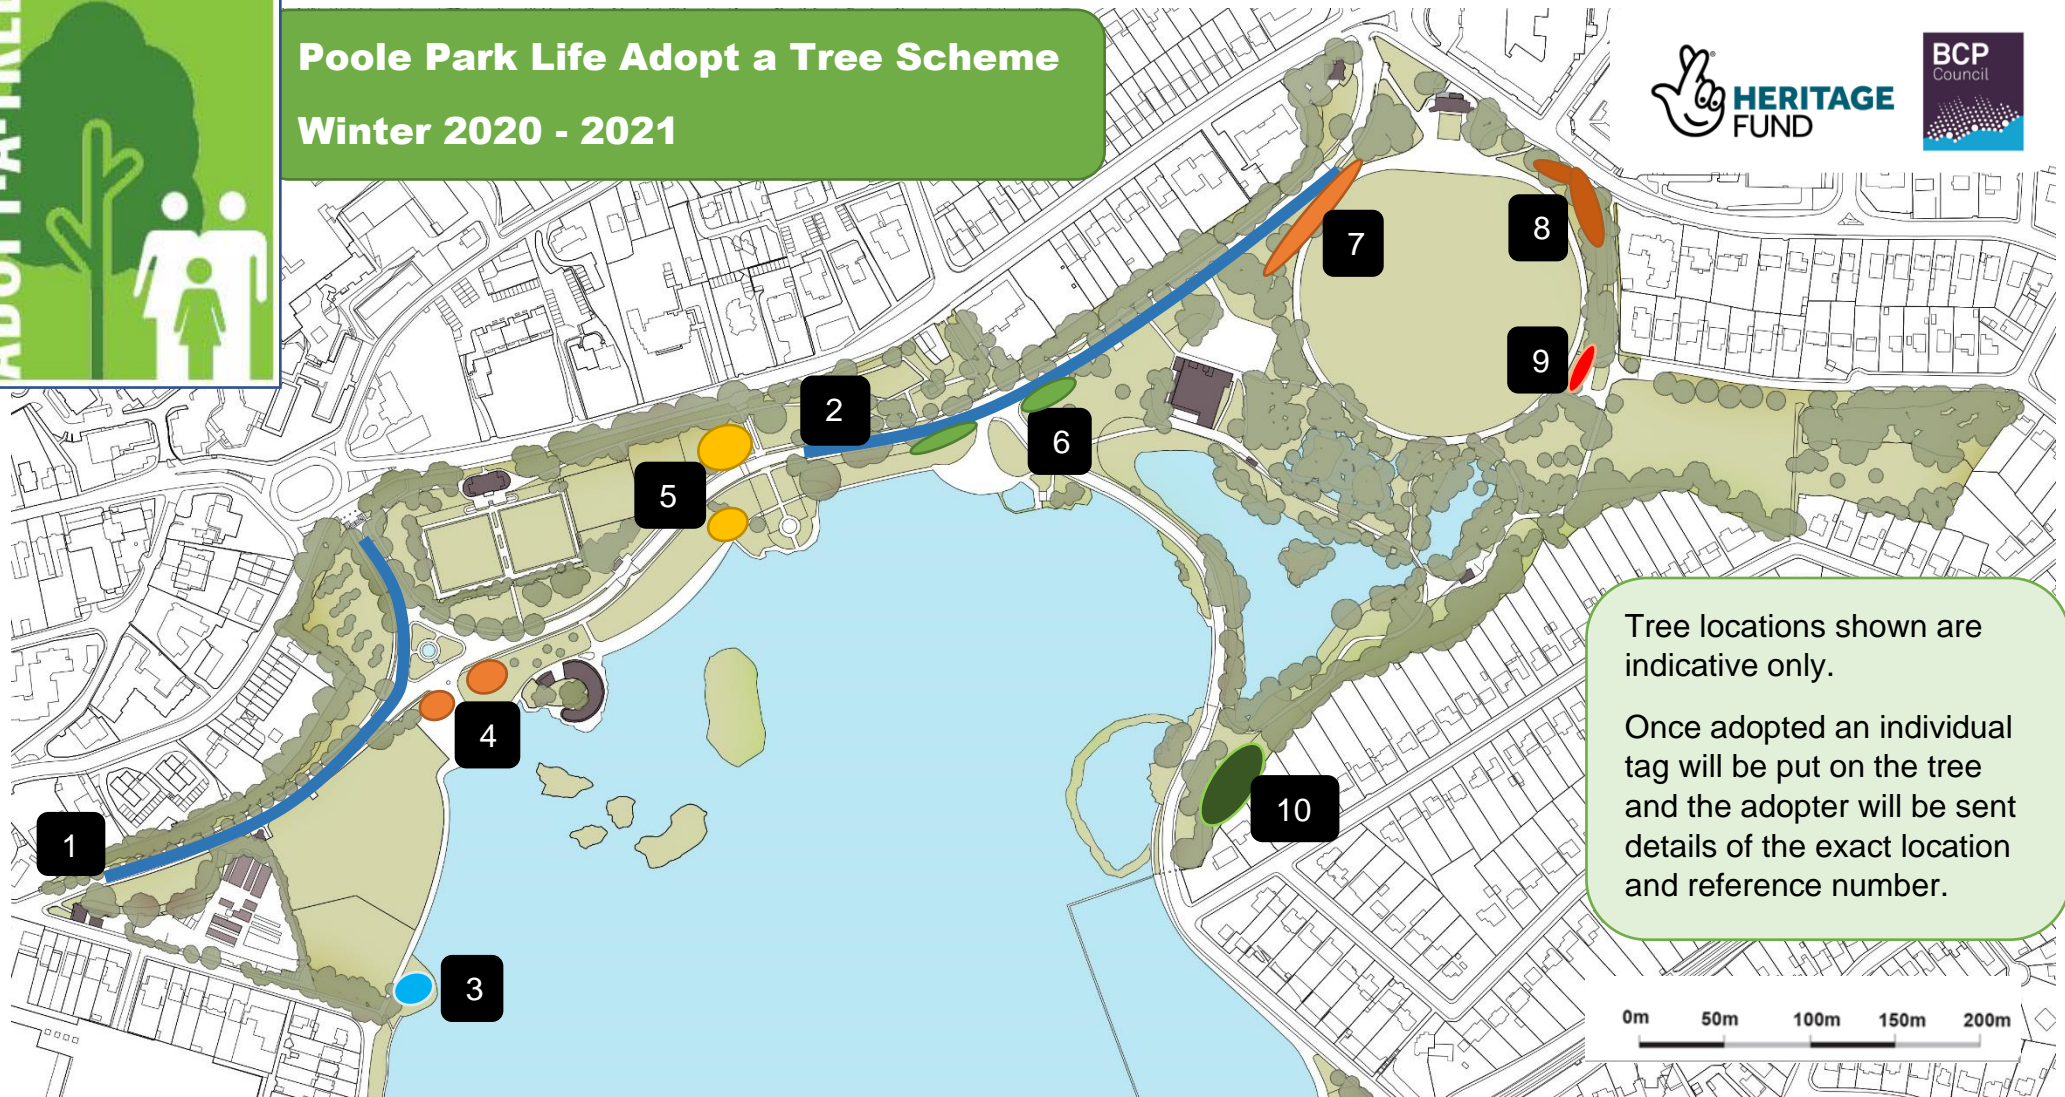 ADOPT-A-TREE
Poole Park Life Adopt a Tree Scheme
Winter 2020 - 2021
HERITAGE
FUND
BCP
Council
7
8
9
2
6
5
4
10
1
3
Tree locations shown are
indicative only.
Once adopted an individual
tag will be put on the tree
and the adopter will be sent
details of the exact location
and reference number.
0m 50m 100m 150m 200m